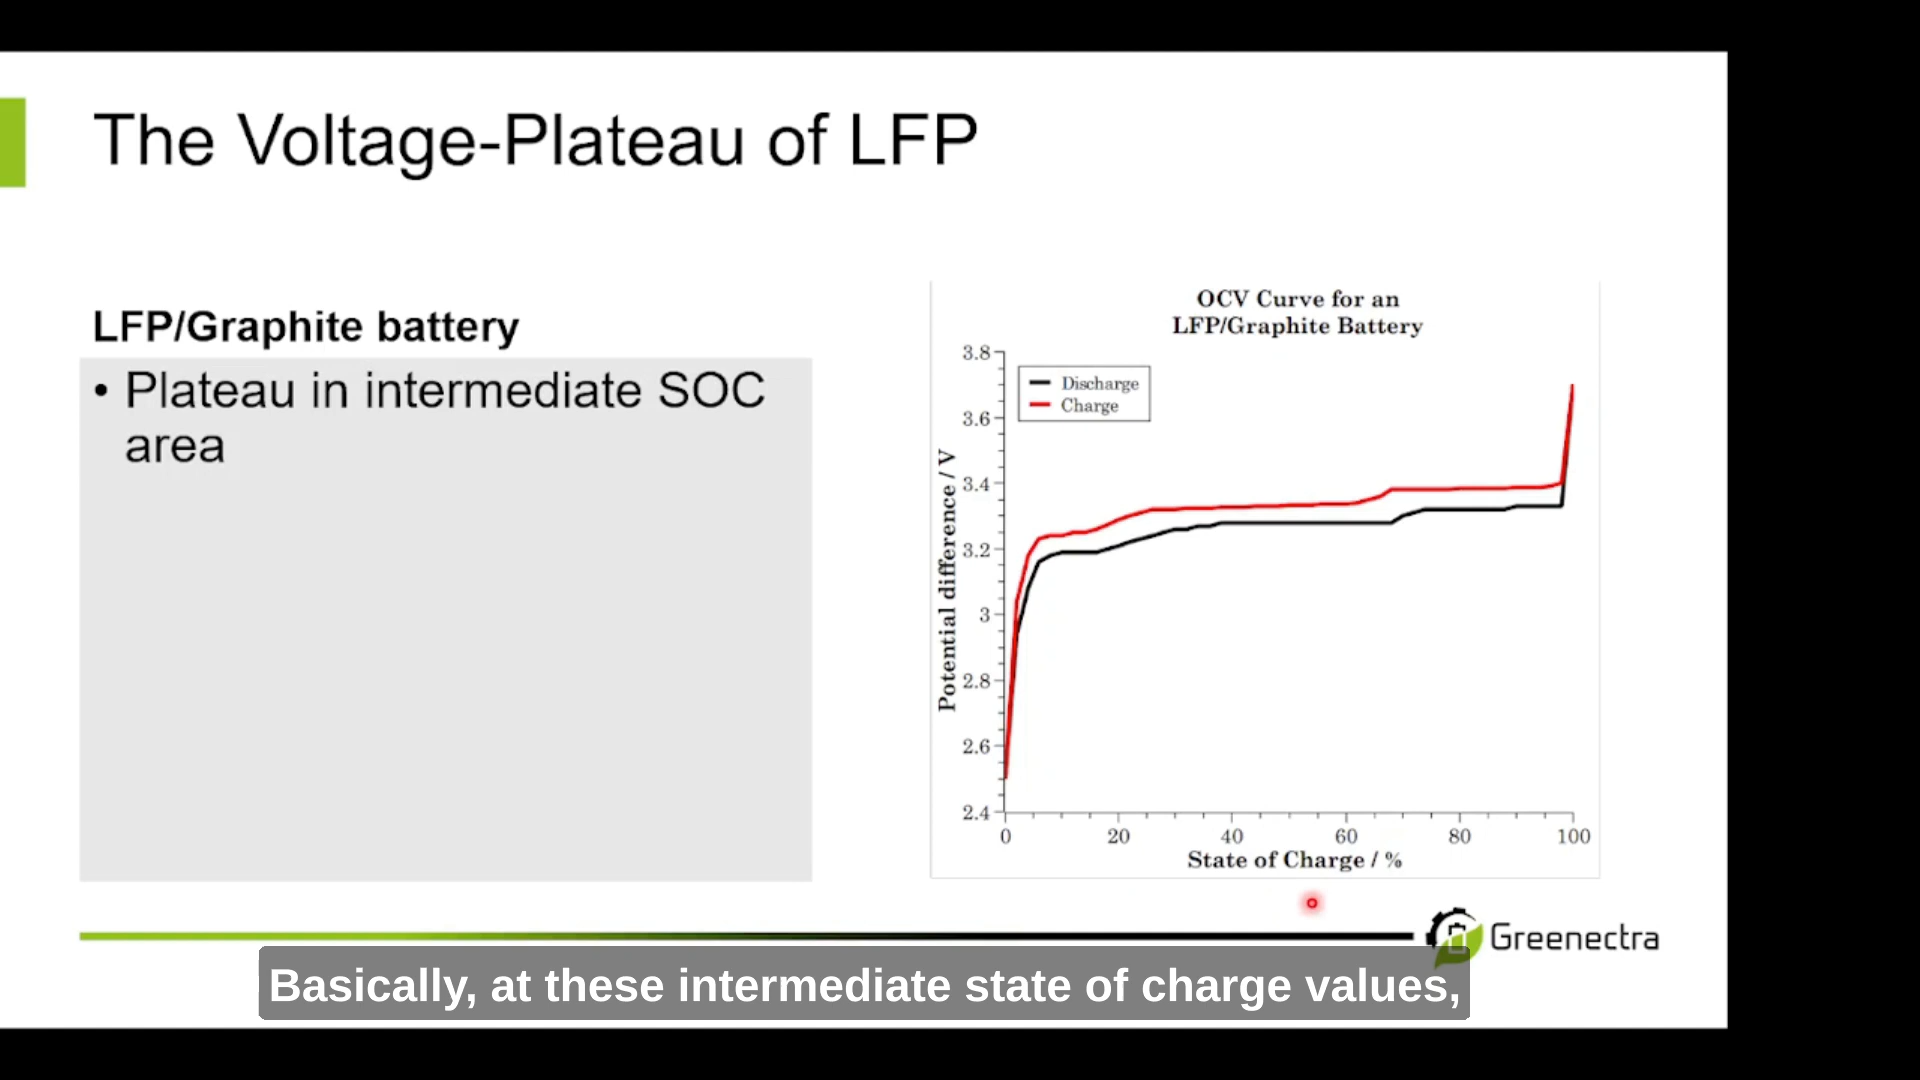 The Voltage-Plateau of LFP
LFP/Graphite battery
• Plateau in intermediate SOC
area
OCV Curve for an
LFP/Graphite Battery
Discharge
Charge
Potential difference / V
3.8
3.6
3.4
3.2
3
2.8
2.6
2.4
0 20 40 60 80 100
State of Charge / %
Greenectra
Basically, at these intermediate state of charge values,